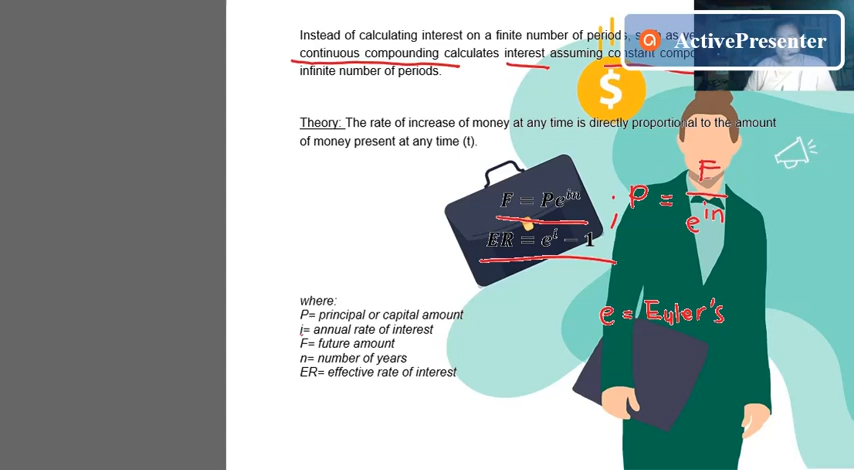 Instead of calculating interest on a finite number of periods,
continuous compounding calculates interest assuming constant
infinite number of periods.
ActivePresenter
$
Theory: The rate of increase of money at any time is directly proportional to the amount
of money present at any time (t).
F = Pe^{in} ; P = F / e^{in}
ER = e^i − 1
e = Euler's
where:
P= principal or capital amount
i= annual rate of interest
F= future amount
n= number of years
ER= effective rate of interest